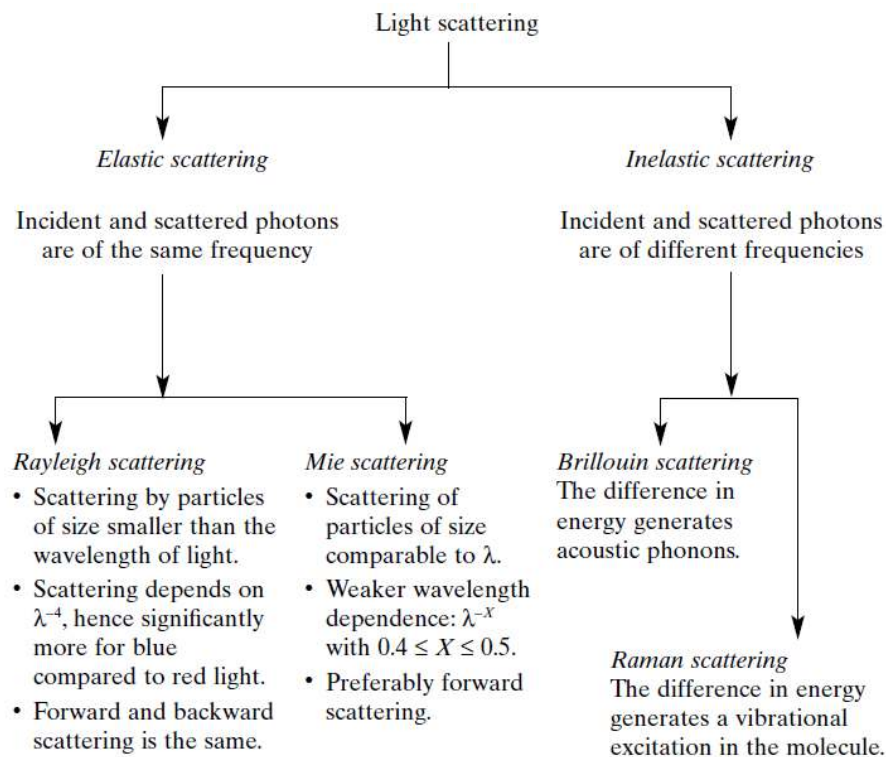 Light scattering
Elastic scattering
Incident and scattered photons
are of the same frequency
Inelastic scattering
Incident and scattered photons
are of different frequencies
Rayleigh scattering
• Scattering by particles
of size smaller than the
wavelength of light.
• Scattering depends on
λ⁻⁴, hence significantly
more for blue
compared to red light.
• Forward and backward
scattering is the same.
Mie scattering
• Scattering of
particles of size
comparable to λ.
• Weaker wavelength
dependence: λ⁻ˣ
with 0.4 ≤ X ≤ 0.5.
• Preferably forward
scattering.
Brillouin scattering
The difference in
energy generates
acoustic phonons.
Raman scattering
The difference in energy
generates a vibrational
excitation in the molecule.